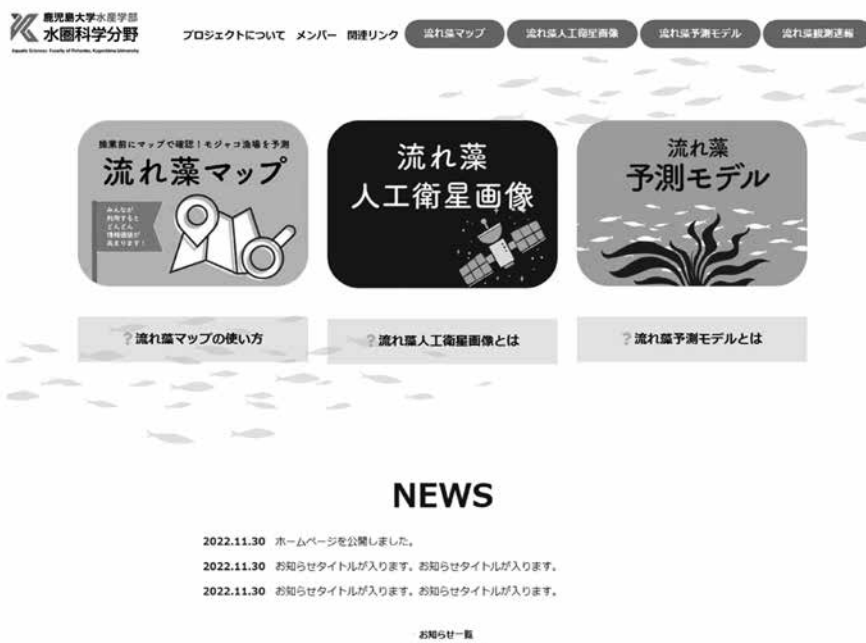 鹿児島大学水産学部
水圏科学分野
Aquatic Sciences Faculty of Fisheries, Kagoshima University
プロジェクトについて メンバー 関連リンク 流れ藻マップ 流れ藻人工衛星画像 流れ藻予測モデル 流れ藻観測速報
操業前にマップで確認！モジャコ漁場を予測
流れ藻マップ
みんなが
利用すると
どんどん
情報価値が
高まります！
流れ藻
人工衛星画像
流れ藻
予測モデル
?流れ藻マップの使い方
?流れ藻人工衛星画像とは
?流れ藻予測モデルとは
NEWS
2022.11.30 ホームページを公開しました。
2022.11.30 お知らせタイトルが入ります。お知らせタイトルが入ります。
2022.11.30 お知らせタイトルが入ります。お知らせタイトルが入ります。
お知らせ一覧